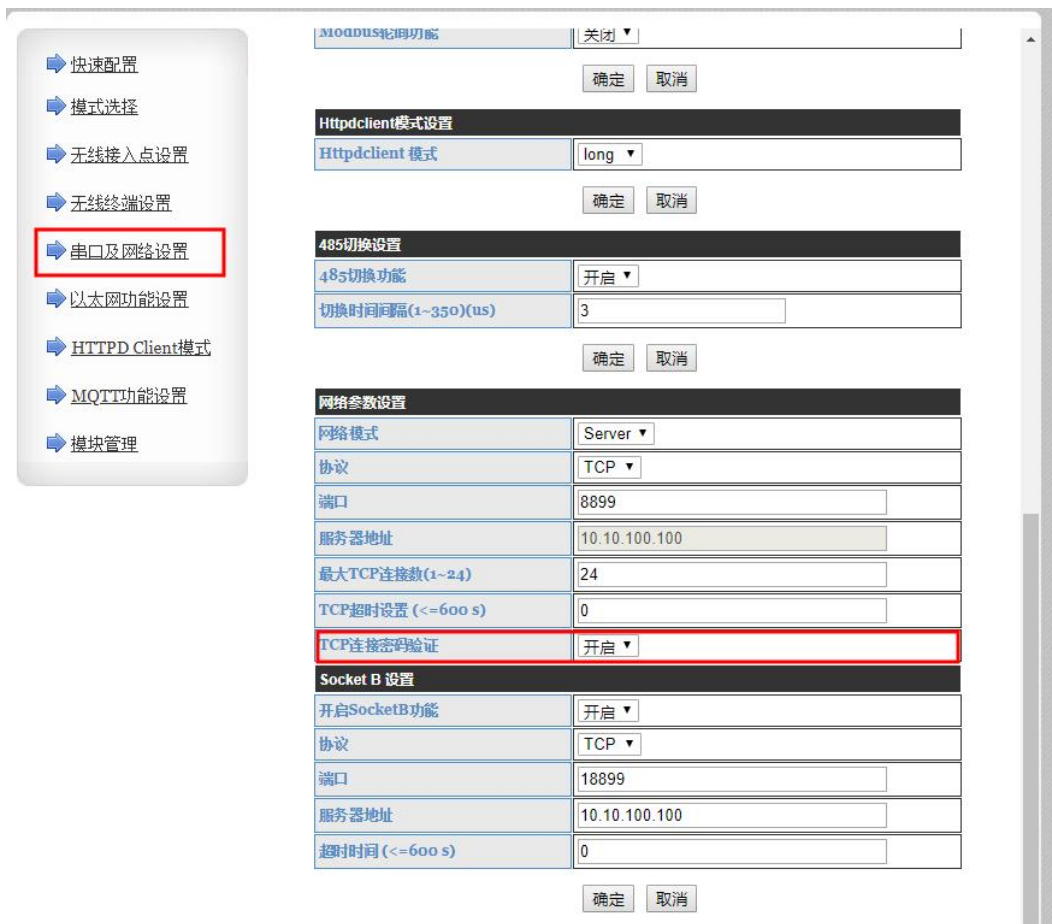 快速配置
模式选择
无线接入点设置
无线终端设置
串口及网络设置
以太网功能设置
HTTPD Client模式
MQTT功能设置
模块管理
Modbus轮询功能 关闭
确定 取消
Httpdclient模式设置
Httpdclient 模式 long
确定 取消
485切换设置
485切换功能 开启
切换时间间隔(1~350)(us) 3
确定 取消
网络参数设置
网络模式 Server
协议 TCP
端口 8899
服务器地址 10.10.100.100
最大TCP连接数(1~24) 24
TCP超时设置 (<=600 s) 0
TCP连接密码验证 开启
Socket B 设置
开启SocketB功能 开启
协议 TCP
端口 18899
服务器地址 10.10.100.100
超时时间 (<=600 s) 0
确定 取消